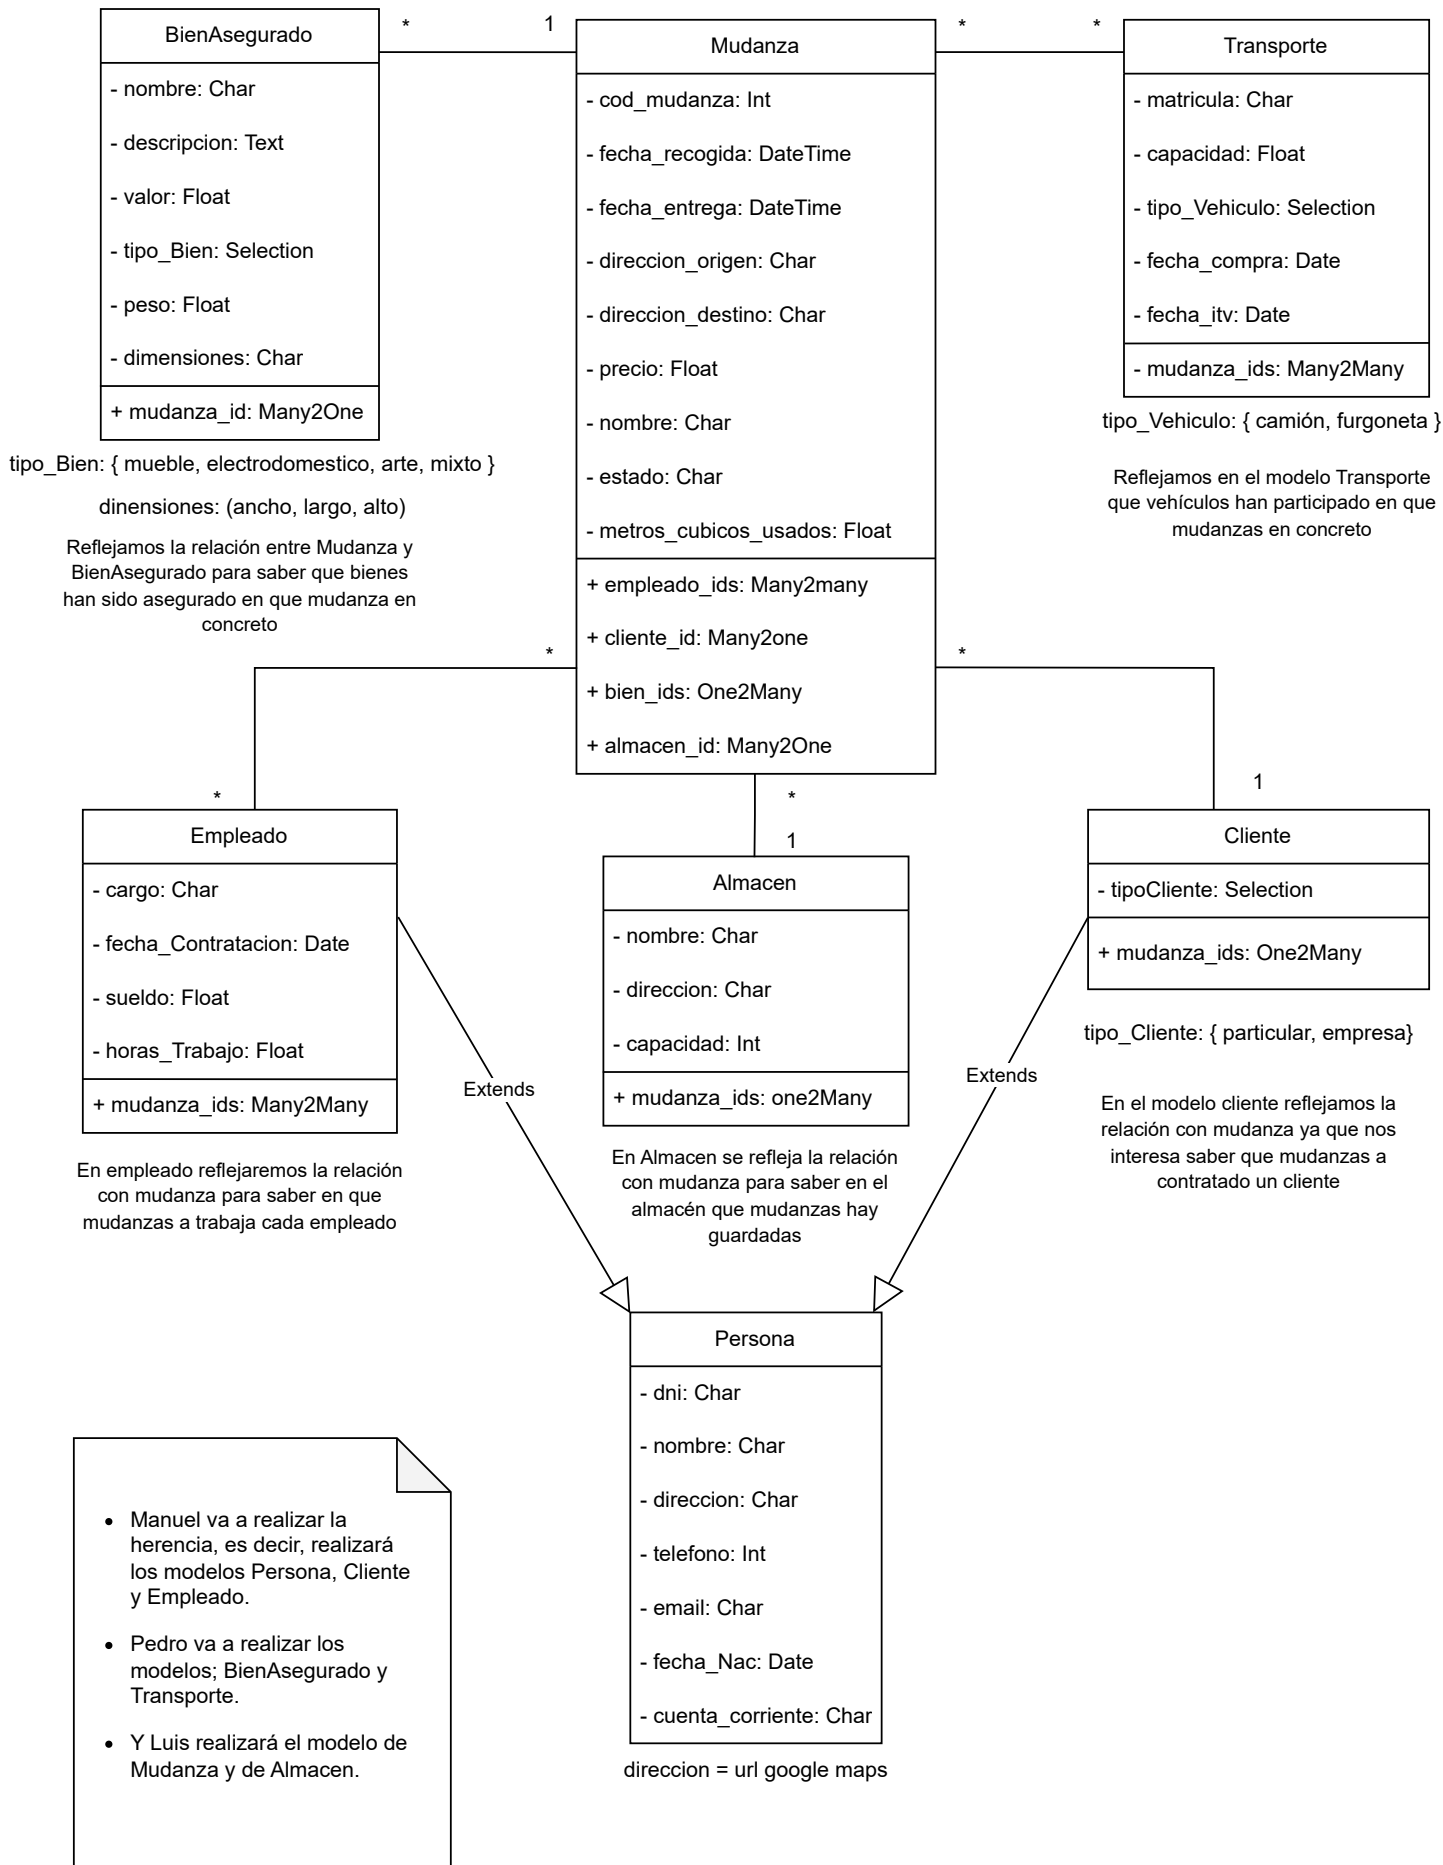 BienAsegurado
- nombre: Char
- descripcion: Text
- valor: Float
- tipo_Bien: Selection
- peso: Float
- dimensiones: Char
+ mudanza_id: Many2One
tipo_Bien: { mueble, electrodomestico, arte, mixto }
dinensiones: (ancho, largo, alto)
Reflejamos la relación entre Mudanza y
BienAsegurado para saber que bienes
han sido asegurado en que mudanza en
concreto
*
1
Mudanza
- cod_mudanza: Int
- fecha_recogida: DateTime
- fecha_entrega: DateTime
- direccion_origen: Char
- direccion_destino: Char
- precio: Float
- nombre: Char
- estado: Char
- metros_cubicos_usados: Float
+ empleado_ids: Many2many
+ cliente_id: Many2one
+ bien_ids: One2Many
+ almacen_id: Many2One
*
*
Transporte
- matricula: Char
- capacidad: Float
- tipo_Vehiculo: Selection
- fecha_compra: Date
- fecha_itv: Date
- mudanza_ids: Many2Many
tipo_Vehiculo: { camión, furgoneta }
Reflejamos en el modelo Transporte
que vehículos han participado en que
mudanzas en concreto
*
*
*
1
*
1
Empleado
- cargo: Char
- fecha_Contratacion: Date
- sueldo: Float
- horas_Trabajo: Float
+ mudanza_ids: Many2Many
En empleado reflejaremos la relación
con mudanza para saber en que
mudanzas a trabaja cada empleado
Extends
Almacen
- nombre: Char
- direccion: Char
- capacidad: Int
+ mudanza_ids: one2Many
En Almacen se refleja la relación
con mudanza para saber en el
almacén que mudanzas hay
guardadas
Extends
Cliente
- tipoCliente: Selection
+ mudanza_ids: One2Many
tipo_Cliente: { particular, empresa}
En el modelo cliente reflejamos la
relación con mudanza ya que nos
interesa saber que mudanzas a
contratado un cliente
Persona
- dni: Char
- nombre: Char
- direccion: Char
- telefono: Int
- email: Char
- fecha_Nac: Date
- cuenta_corriente: Char
direccion = url google maps
• Manuel va a realizar la
herencia, es decir, realizará
los modelos Persona, Cliente
y Empleado.
• Pedro va a realizar los
modelos; BienAsegurado y
Transporte.
• Y Luis realizará el modelo de
Mudanza y de Almacen.